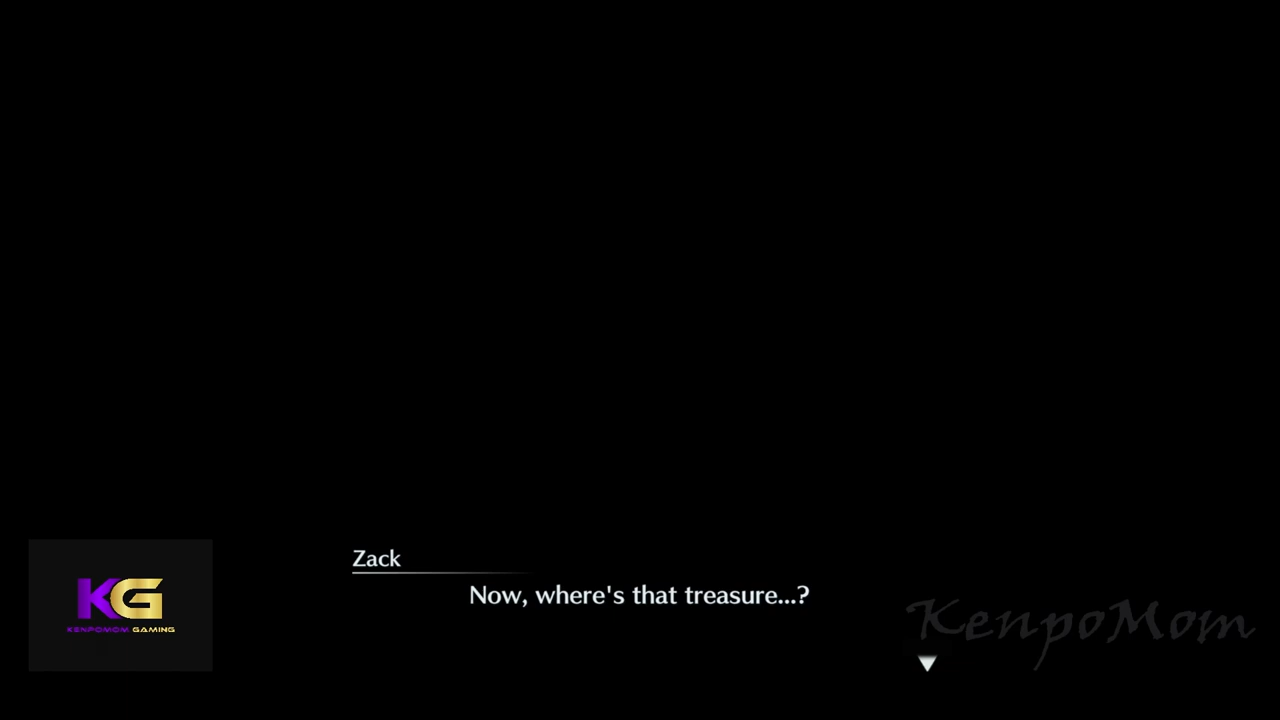 Zack
Now, where's that treasure...?
KG
KENPOMOM GAMING
KenpoMom